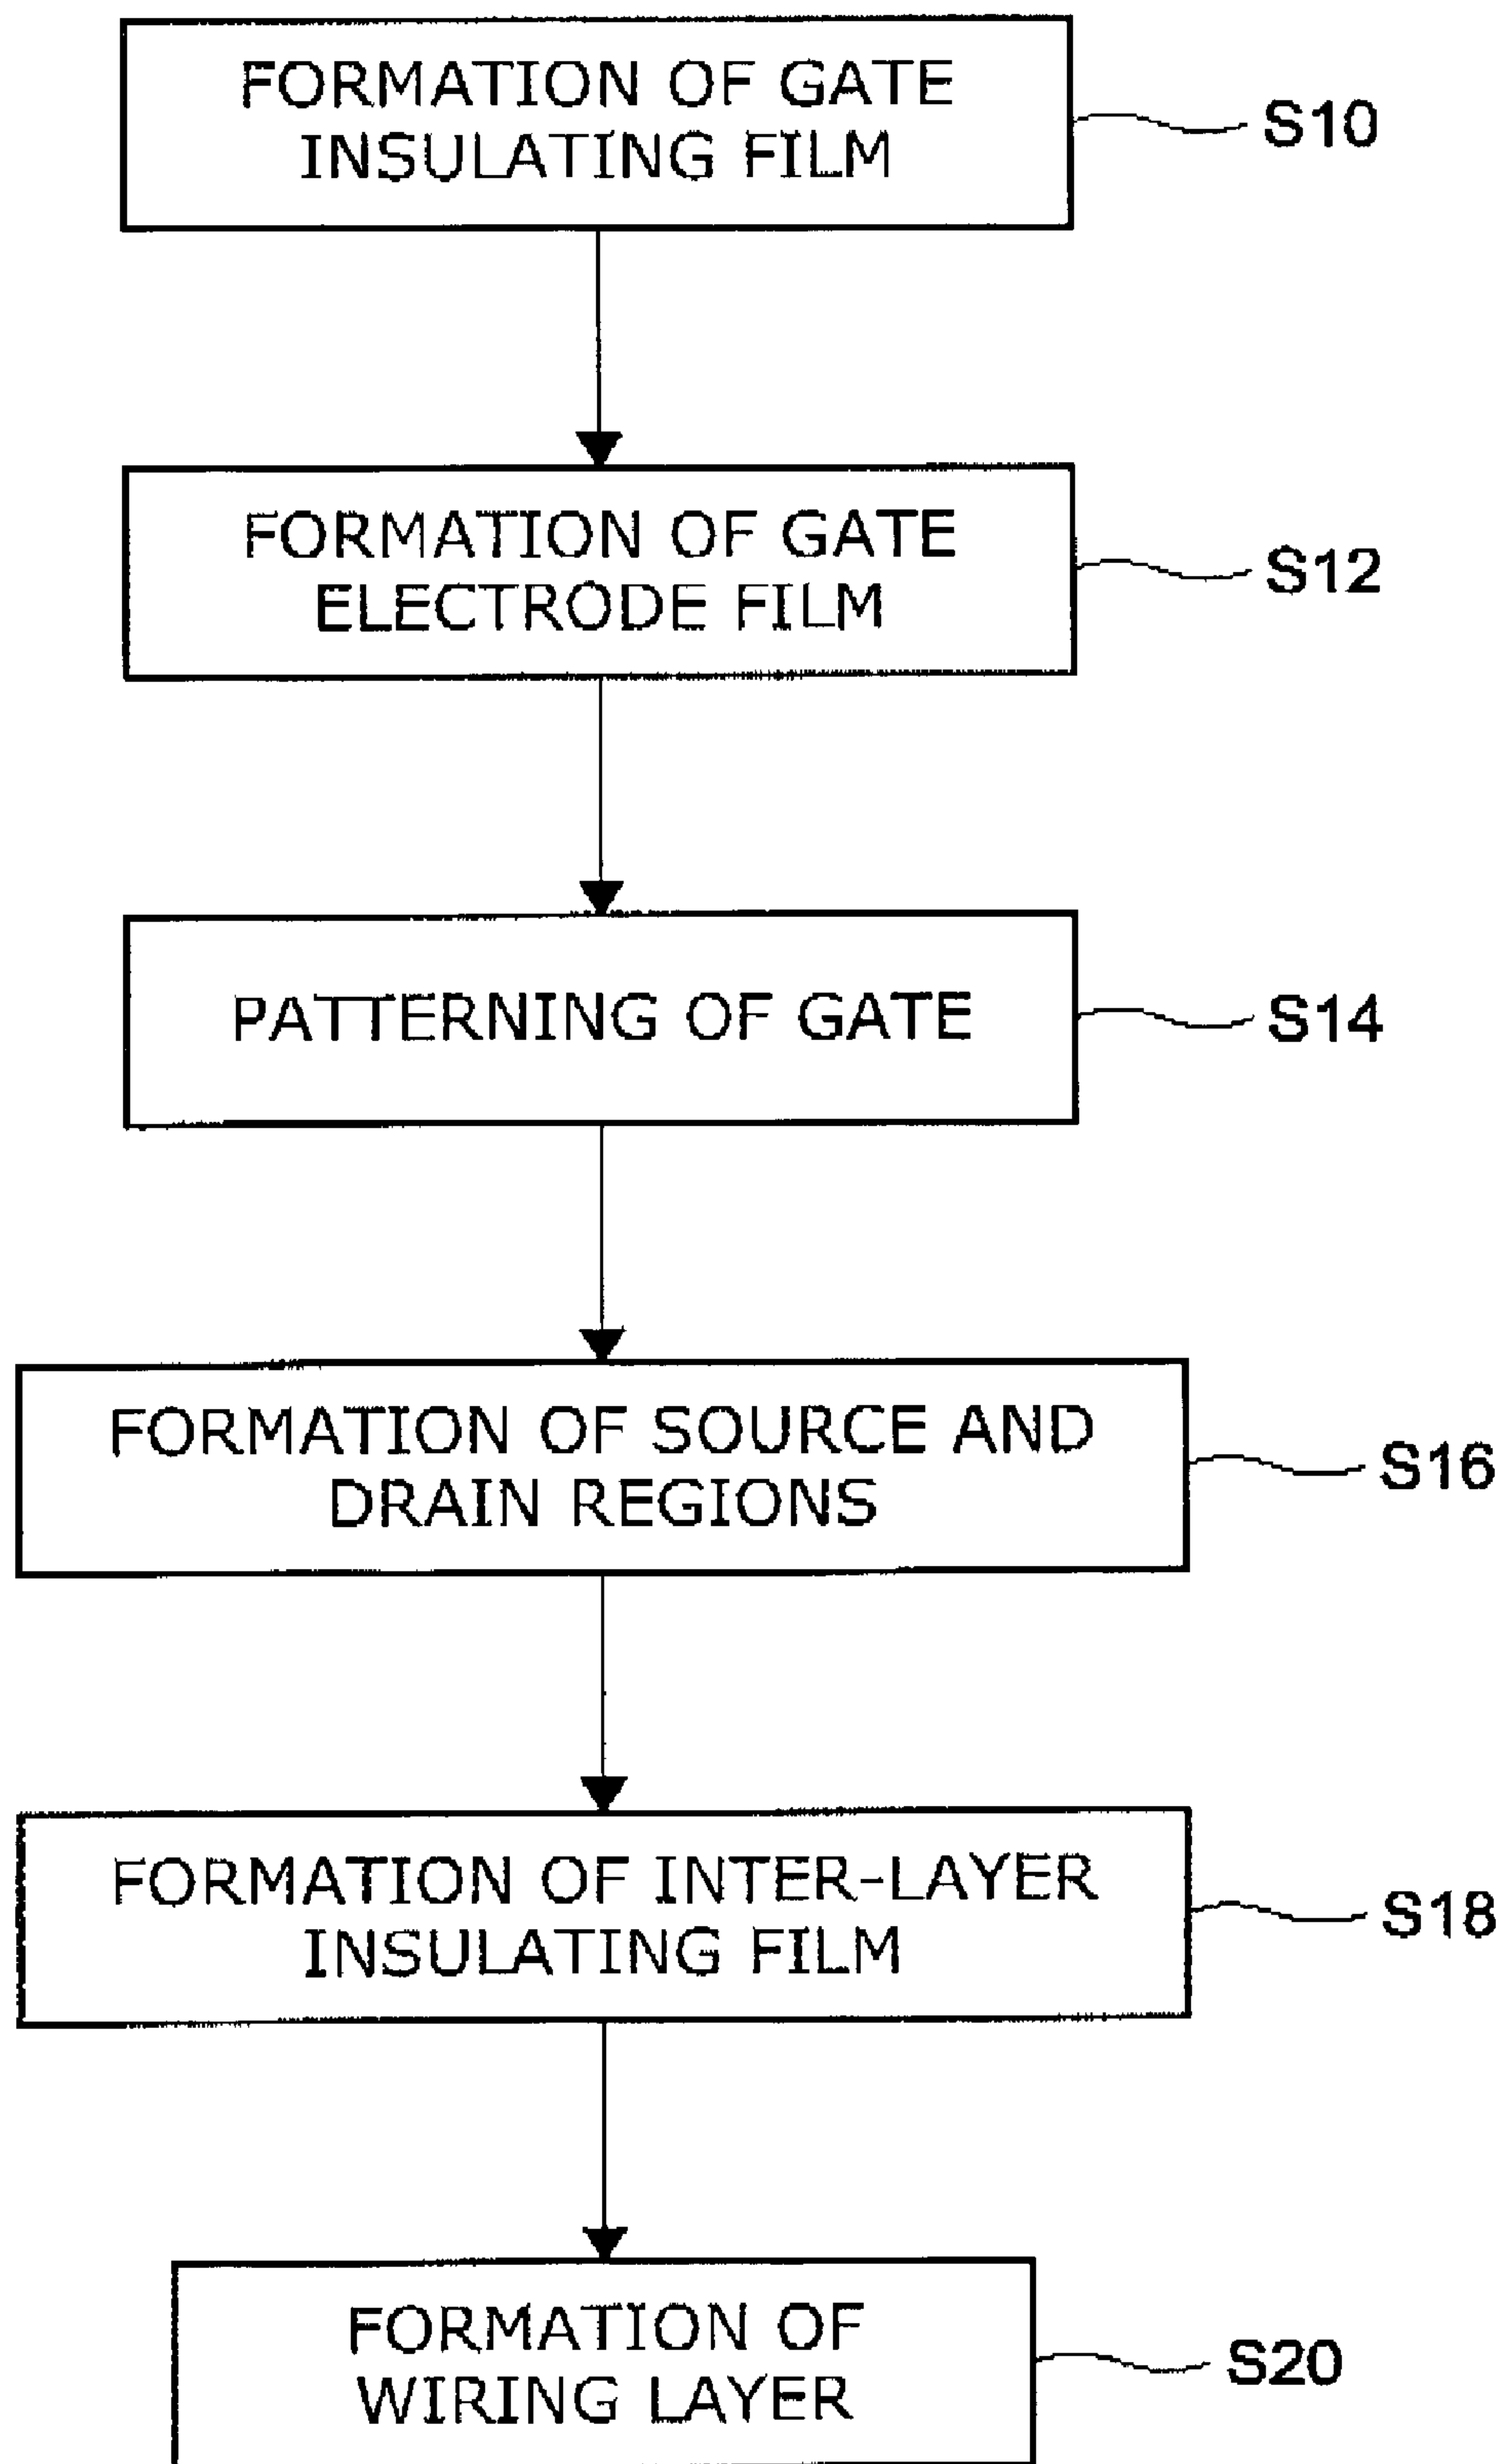 FORMATION OF GATE
INSULATING FILM
S10
FORMATION OF GATE
ELECTRODE FILM
S12
PATTERNING OF GATE
S14
FORMATION OF SOURCE AND
DRAIN REGIONS
S16
FORMATION OF INTER-LAYER
INSULATING FILM
S18
FORMATION OF
WIRING LAYER
S20